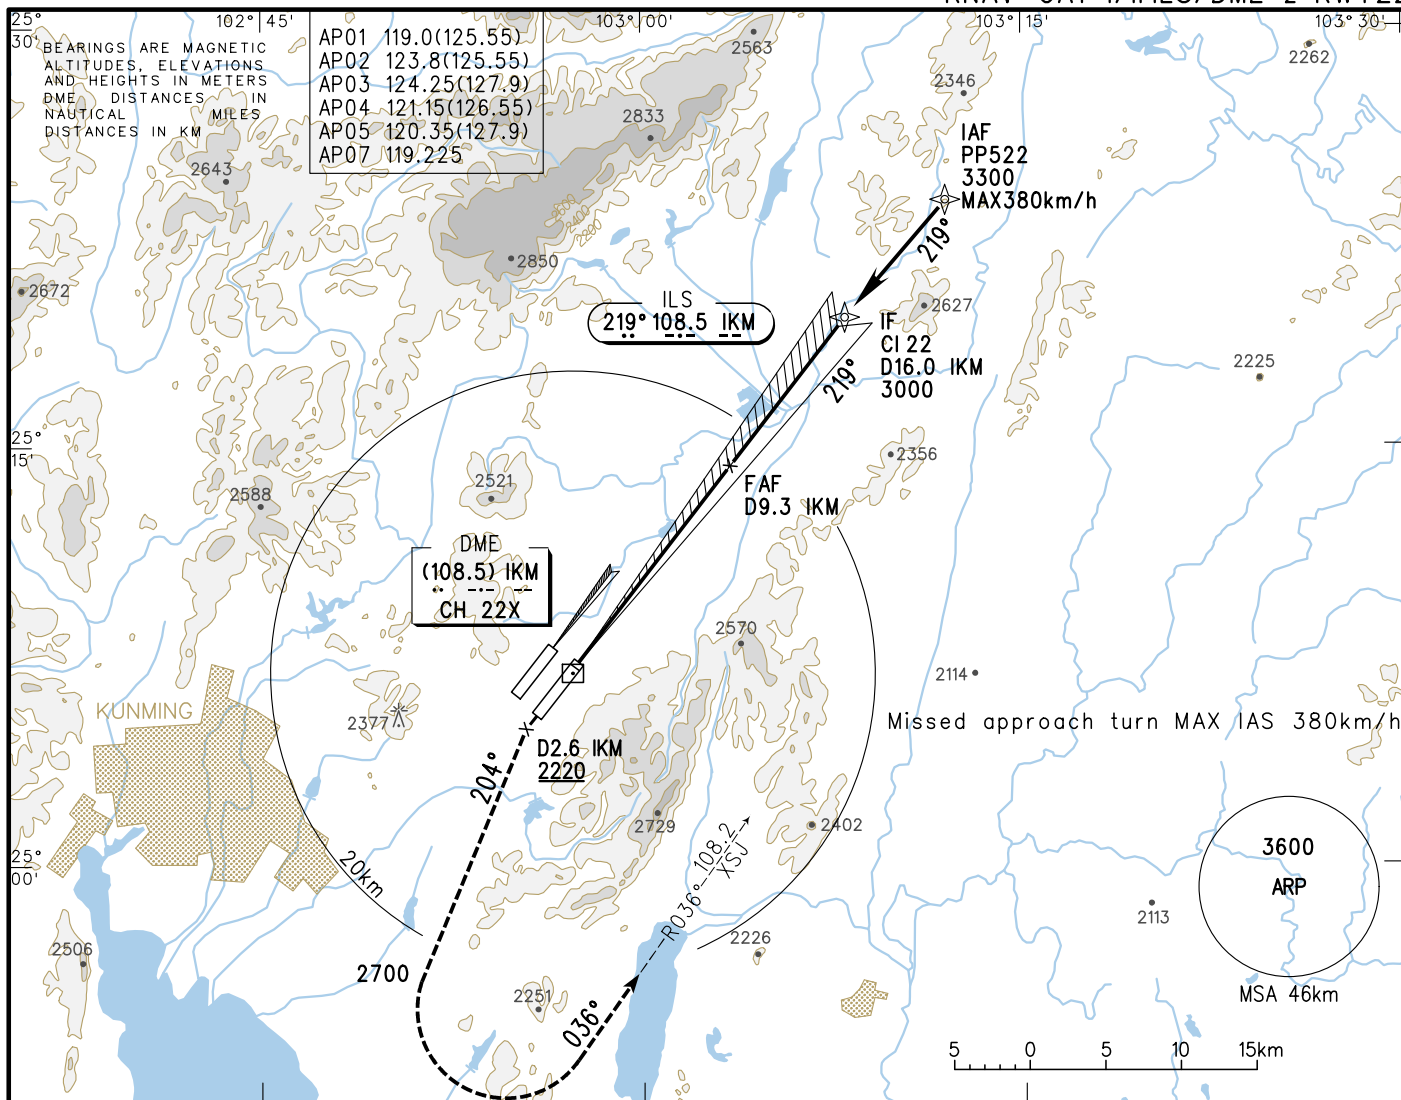 25°
30'
102°45'
103°00'
103°15'
103°30'
BEARINGS ARE MAGNETIC
ALTITUDES, ELEVATIONS
AND HEIGHTS IN METERS
DME DISTANCES IN
NAUTICAL MILES
DISTANCES IN KM
AP01 119.0(125.55)
AP02 123.8(125.55)
AP03 124.25(127.9)
AP04 121.15(126.55)
AP05 120.35(127.9)
AP07 119.225
2563
2262
2346
2833
2643
IAF
PP522
3300
MAX380km/h
219°
2600
2400
2850
2672
ILS
219° 108.5 IKM
2627
IF
CI 22
D16.0 IKM
3000
219°
2225
25°
15'
2356
2521
2588
FAF
D9.3 IKM
DME
(108.5) IKM
CH 22X
2570
2114
KUNMING
2377
Missed approach turn MAX IAS 380km/h
D2.6 IKM
2220
204°
2729
2402
108.2
XSJ
R036°
3600
ARP
25°
00'
20km
2113
2226
2506
2700
2251
036°
MSA 46km
5 0 5 10 15km